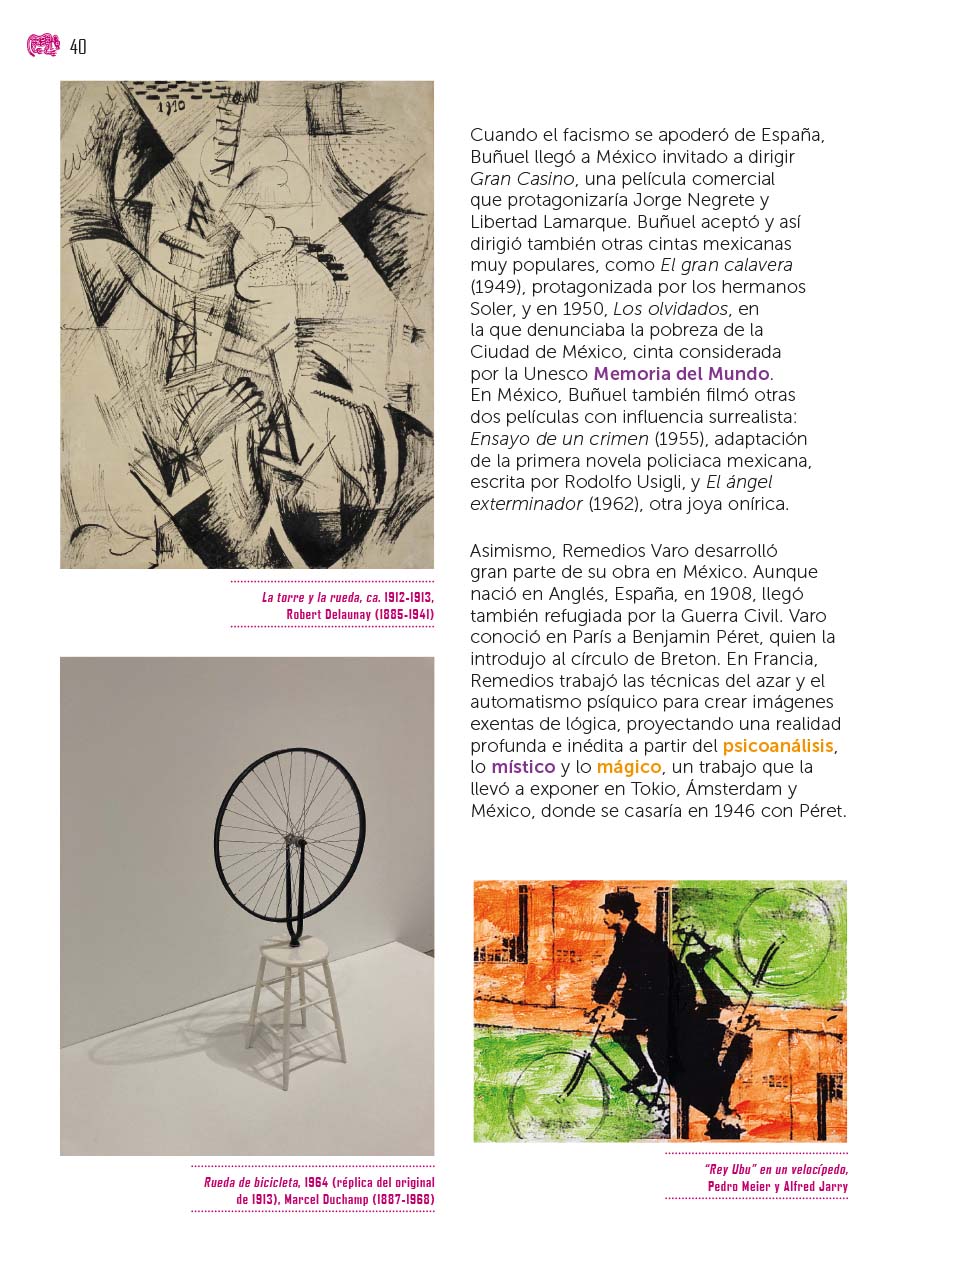 40
1910
Cuando el facismo se apoderó de España,
Buñuel llegó a México invitado a dirigir
Gran Casino, una película comercial
que protagonizaría Jorge Negrete y
Libertad Lamarque. Buñuel aceptó y así
dirigió también otras cintas mexicanas
muy populares, como El gran calavera
(1949), protagonizada por los hermanos
Soler, y en 1950, Los olvidados, en
la que denunciaba la pobreza de la
Ciudad de México, cinta considerada
por la Unesco Memoria del Mundo.
En México, Buñuel también filmó otras
dos películas con influencia surrealista:
Ensayo de un crimen (1955), adaptación
de la primera novela policiaca mexicana,
escrita por Rodolfo Usigli, y El ángel
exterminador (1962), otra joya onírica.
Asimismo, Remedios Varo desarrolló
gran parte de su obra en México. Aunque
nació en Anglés, España, en 1908, llegó
también refugiada por la Guerra Civil. Varo
conoció en París a Benjamin Péret, quien la
introdujo al círculo de Breton. En Francia,
Remedios trabajó las técnicas del azar y el
automatismo psíquico para crear imágenes
exentas de lógica, proyectando una realidad
profunda e inédita a partir del psicoanálisis,
lo místico y lo mágico, un trabajo que la
llevó a exponer en Tokio, Ámsterdam y
México, donde se casaría en 1946 con Péret.
La torre y la rueda, ca. 1912-1913,
Robert Delaunay (1885-1941)
Rueda de bicicleta, 1964 (réplica del original
de 1913), Marcel Duchamp (1887-1968)
"Rey Ubu" en un velocípedo,
Pedro Meier y Alfred Jarry